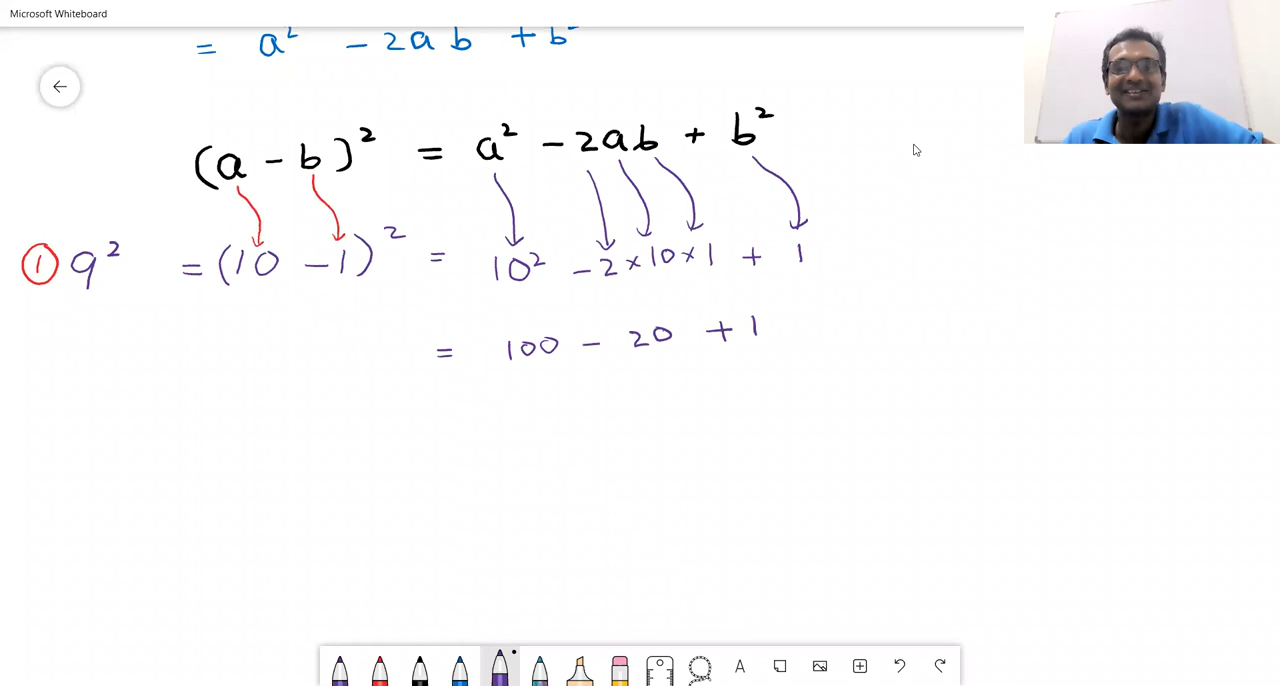 Microsoft Whiteboard
= a² - 2ab + b²
(a - b)² = a² - 2ab + b²
① 9² = (10 - 1)² = 10² - 2 × 10 × 1 + 1
= 100 - 20 + 1
A